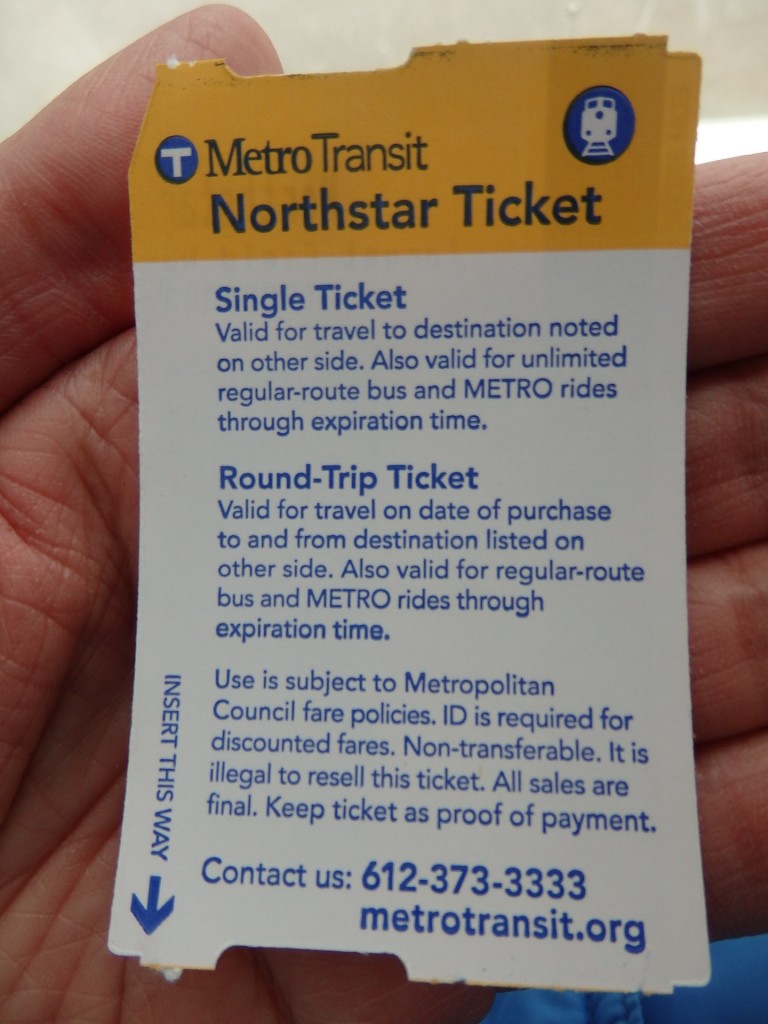 T MetroTransit
Northstar Ticket
Single Ticket
Valid for travel to destination noted
on other side. Also valid for unlimited
regular-route bus and METRO rides
through expiration time.
Round-Trip Ticket
Valid for travel on date of purchase
to and from destination listed on
other side. Also valid for regular-route
bus and METRO rides through
expiration time.
Use is subject to Metropolitan
Council fare policies. ID is required for
discounted fares. Non-transferable. It is
illegal to resell this ticket. All sales are
final. Keep ticket as proof of payment.
INSERT THIS WAY
Contact us: 612-373-3333
metrotransit.org